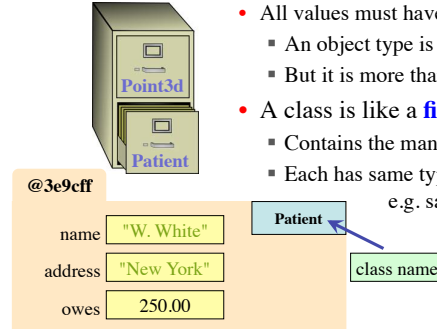 • All values must have
▪ An object type is
▪ But it is more tha
• A class is like a fi
▪ Contains the man
▪ Each has same ty
e.g. sa
Point3d
Patient
@3e9cff
Patient
name "W. White"
address "New York"
class name
owes 250.00